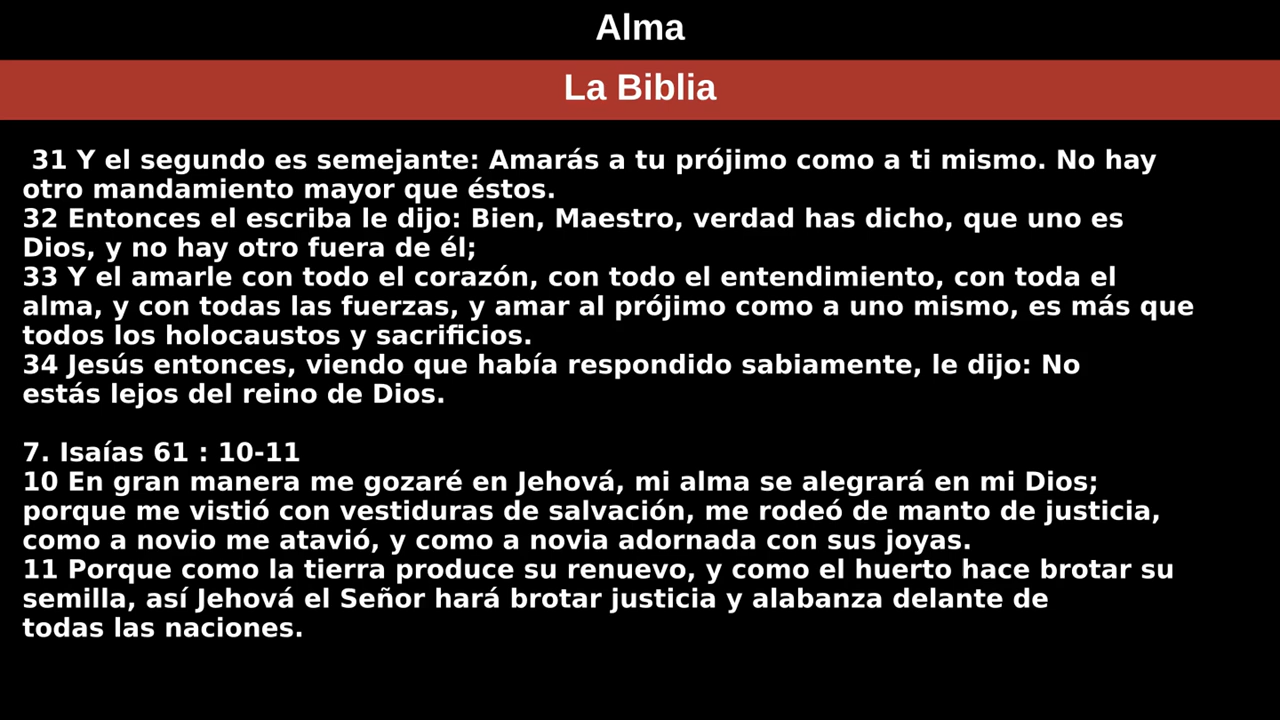 Alma
La Biblia
31 Y el segundo es semejante: Amarás a tu prójimo como a ti mismo. No hay
otro mandamiento mayor que éstos.
32 Entonces el escriba le dijo: Bien, Maestro, verdad has dicho, que uno es
Dios, y no hay otro fuera de él;
33 Y el amarle con todo el corazón, con todo el entendimiento, con toda el
alma, y con todas las fuerzas, y amar al prójimo como a uno mismo, es más que
todos los holocaustos y sacrificios.
34 Jesús entonces, viendo que había respondido sabiamente, le dijo: No
estás lejos del reino de Dios.
7. Isaías 61 : 10-11
10 En gran manera me gozaré en Jehová, mi alma se alegrará en mi Dios;
porque me vistió con vestiduras de salvación, me rodeó de manto de justicia,
como a novio me atavió, y como a novia adornada con sus joyas.
11 Porque como la tierra produce su renuevo, y como el huerto hace brotar su
semilla, así Jehová el Señor hará brotar justicia y alabanza delante de
todas las naciones.